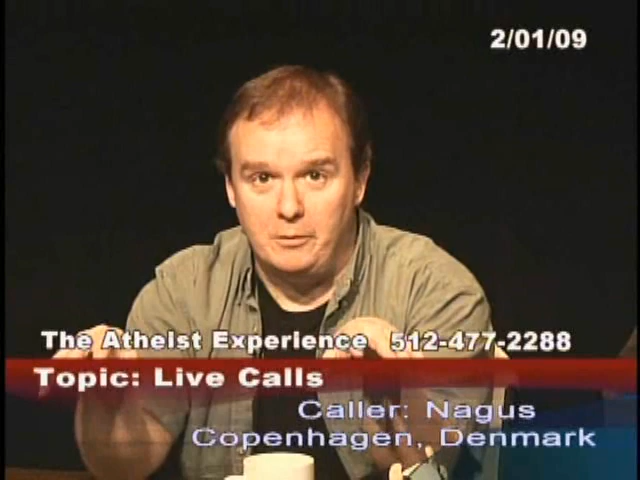 2/01/09
The Atheist Experience 512-477-2288
Topic: Live Calls
Caller: Nagus
Copenhagen, Denmark